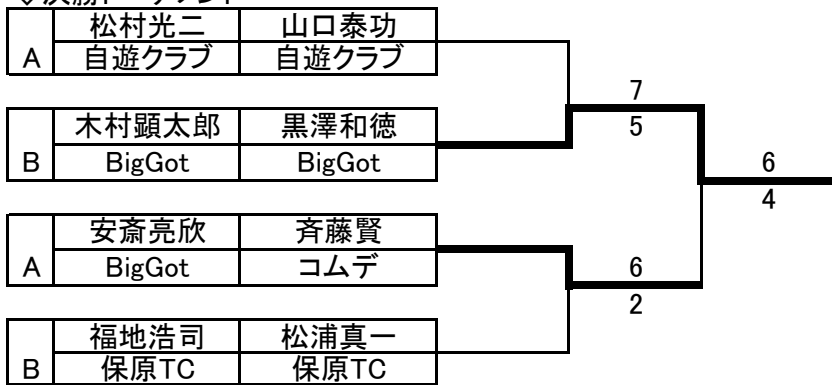 松村光二 山口泰功
A 自遊クラブ 自遊クラブ
7
木村顕太郎 黒澤和徳 5
B BigGot BigGot 6
4
安斎亮欣 斉藤賢
A BigGot コムデ 6
2
福地浩司 松浦真一
B 保原TC 保原TC